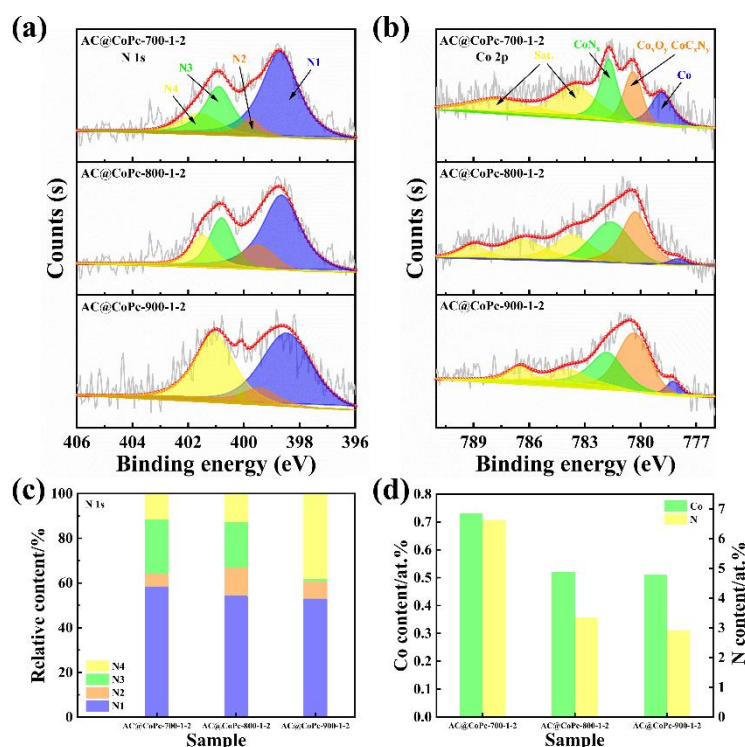 (a)
AC@CoPc-700-1-2
N 1s
N4
N3
N2
N1
AC@CoPc-800-1-2
AC@CoPc-900-1-2
Counts (s)
406 404 402 400 398 396
Binding energy (eV)
(b)
AC@CoPc-700-1-2
Co 2p
Sat.
CoNx
CoxOy CoCxNy
Co
AC@CoPc-800-1-2
AC@CoPc-900-1-2
Counts (s)
789 786 783 780 777
Binding energy (eV)
(c)
N 1s
100
80
60
40
20
0
Relative content/%
N4
N3
N2
N1
AC@CoPc-700-1-2 AC@CoPc-800-1-2 AC@CoPc-900-1-2
Sample
(d)
0.8
0.7
0.6
0.5
0.4
0.3
0.2
0.1
0.0
Co content/at.%
Co
N
7
6
5
4
3
2
1
0
N content/at.%
AC@CoPc-700-1-2 AC@CoPc-800-1-2 AC@CoPc-900-1-2
Sample